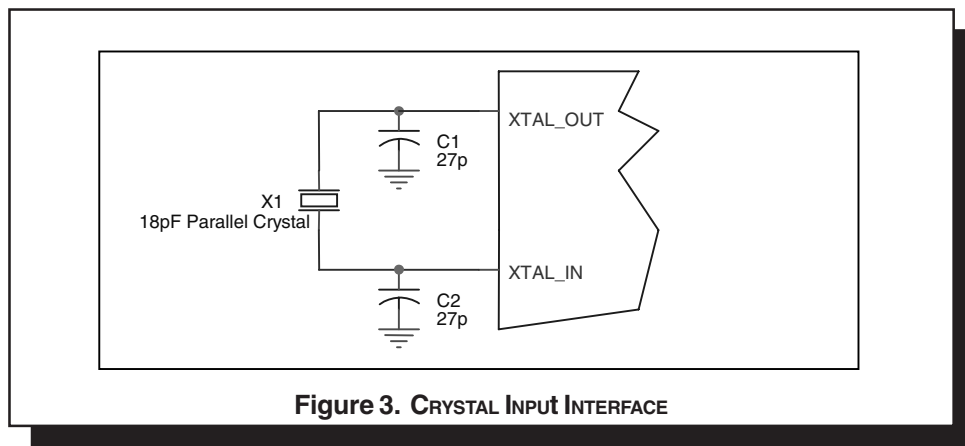 XTAL_OUT
C1
27p
X1
18pF Parallel Crystal
XTAL_IN
C2
27p
Figure 3. CRYSTAL INPUt INTERFACE